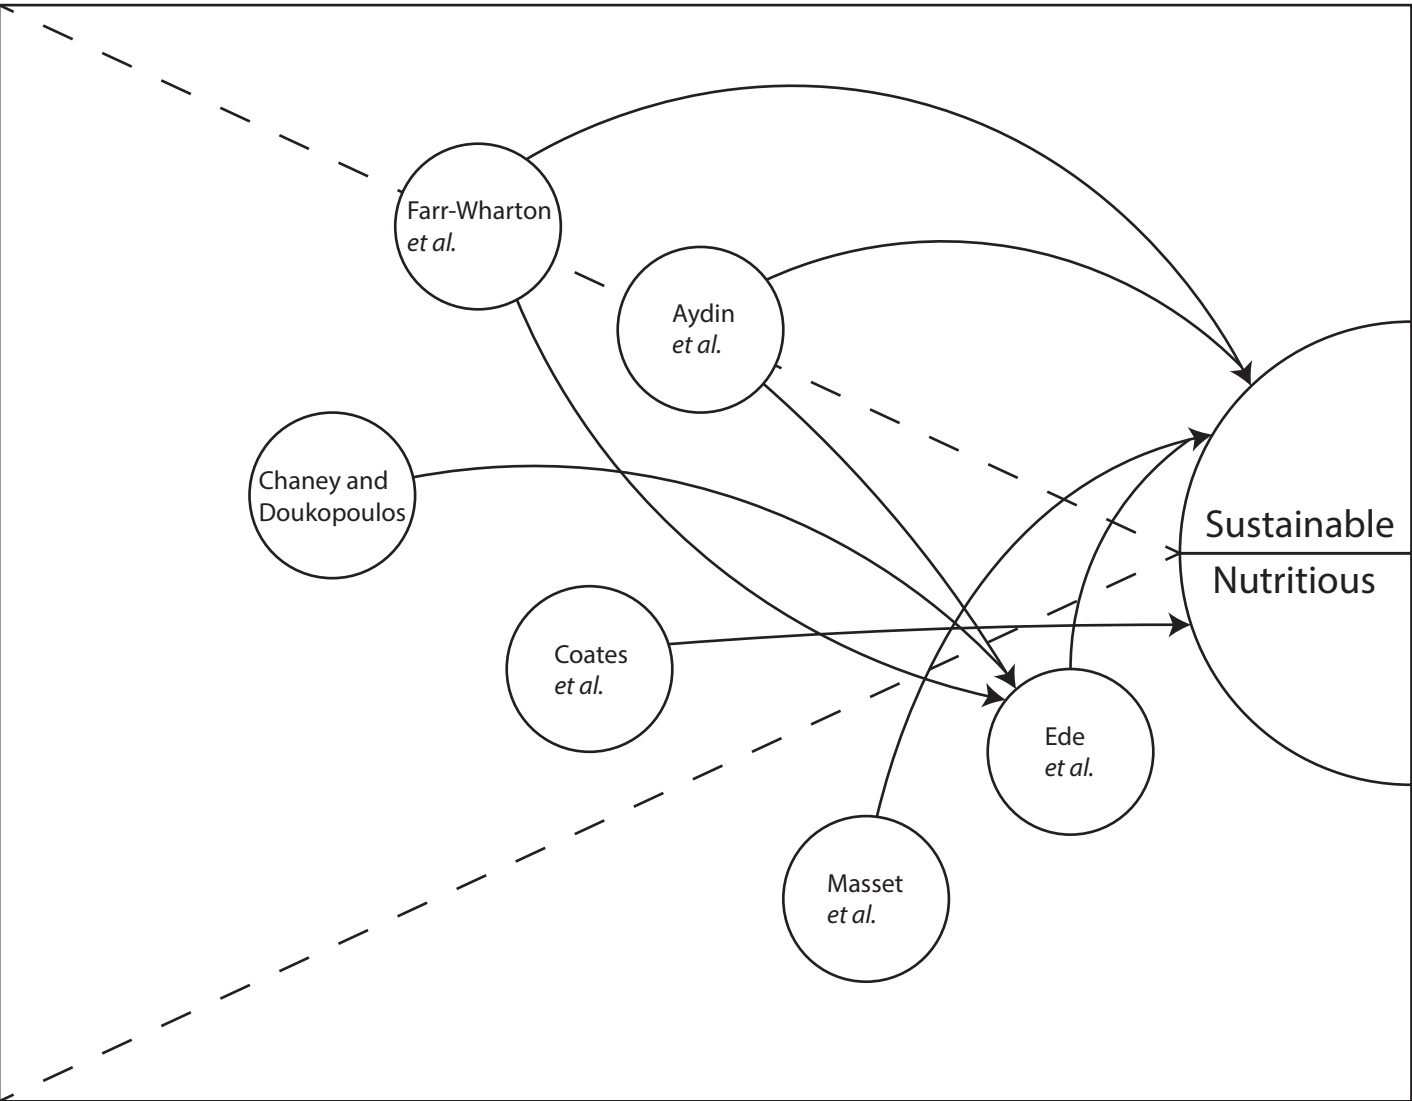 Farr-Wharton
et al.
Aydin
et al.
Chaney and
Doukopoulos
Sustainable
Nutritious
Coates
et al.
Ede
et al.
Masset
et al.